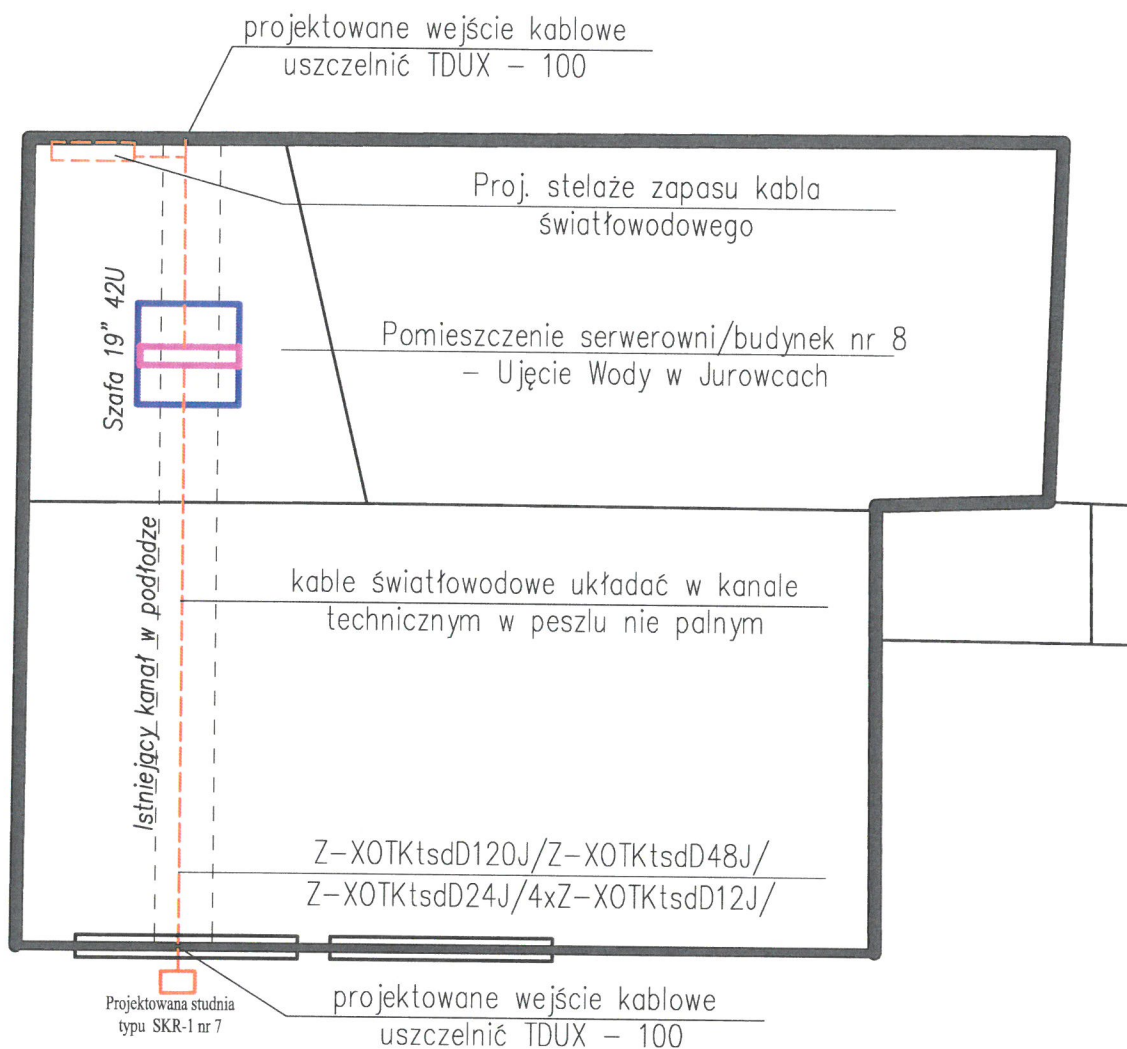 projektowane wejście kablowe
uszczelnić TDUX – 100
Proj. stelaże zapasu kabla
światłowodowego
Szafa 19" 42U
Pomieszczenie serwerowni/budynek nr 8
– Ujęcie Wody w Jurowcach
Istniejący kanał w podłodze
kable światłowodowe układać w kanale
technicznym w peszlu nie palnym
Z–XOTKtsdD120J/Z–XOTKtsdD48J/
Z–XOTKtsdD24J/4xZ–XOTKtsdD12J/
Projektowana studnia
typu SKR-1 nr 7
projektowane wejście kablowe
uszczelnić TDUX – 100